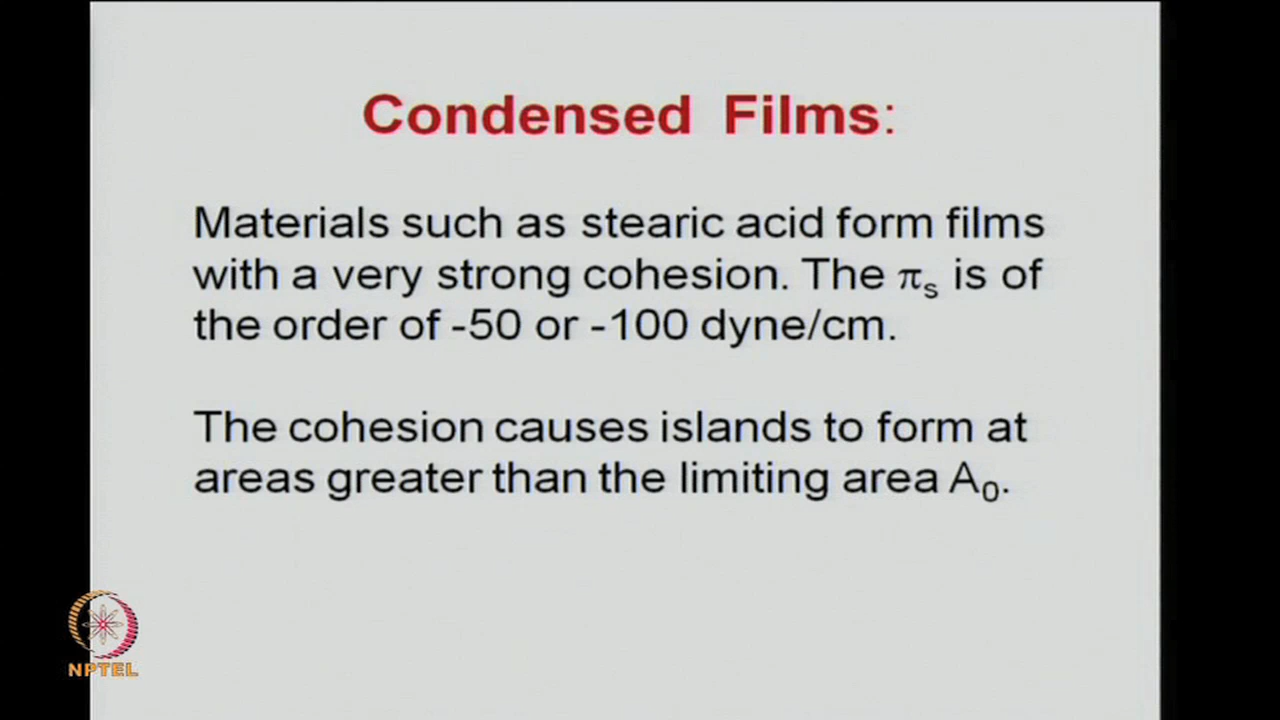 Condensed Films:
Materials such as stearic acid form films
with a very strong cohesion. The πs is of
the order of -50 or -100 dyne/cm.
The cohesion causes islands to form at
areas greater than the limiting area A0.
NPTEL